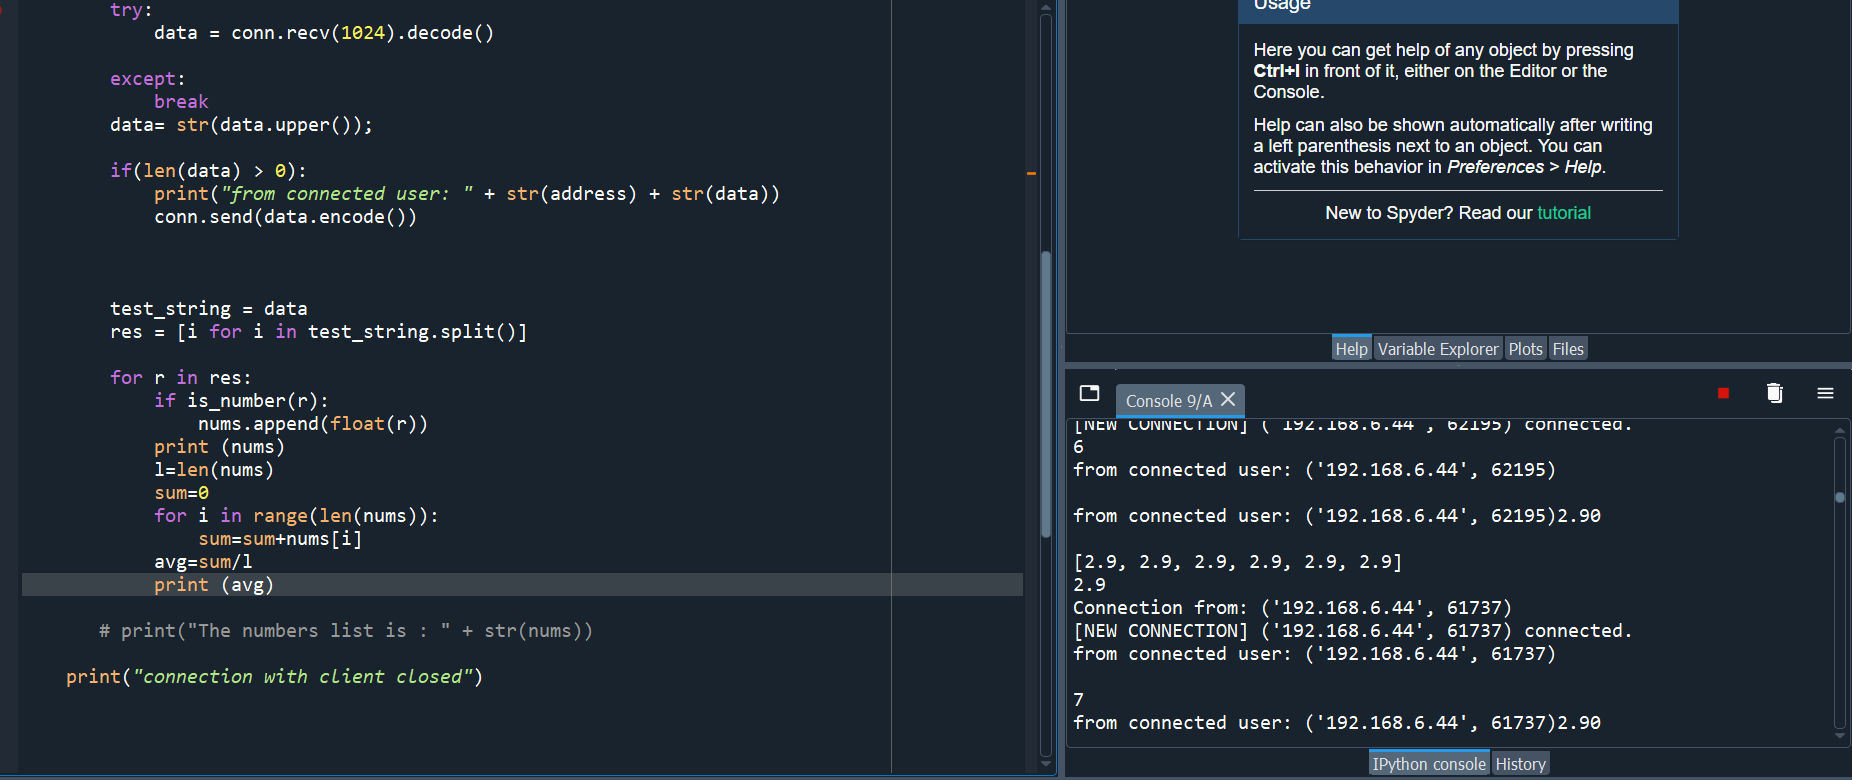 try:
data = conn.recv(1024).decode()
except:
break
data= str(data.upper());
if(len(data) > 0):
print("from connected user: " + str(address) + str(data))
conn.send(data.encode())
test_string = data
res = [i for i in test_string.split()]
for r in res:
if is_number(r):
nums.append(float(r))
print (nums)
l=len(nums)
sum=0
for i in range(len(nums)):
sum=sum+nums[i]
avg=sum/l
print (avg)
# print("The numbers list is : " + str(nums))
print("connection with client closed")
Usage
Here you can get help of any object by pressing
Ctrl+I in front of it, either on the Editor or the
Console.
Help can also be shown automatically after writing
a left parenthesis next to an object. You can
activate this behavior in Preferences > Help.
New to Spyder? Read our tutorial
Help Variable Explorer Plots Files
Console 9/A
[NEW CONNECTION] ('192.168.6.44', 62195) connected.
6
from connected user: ('192.168.6.44', 62195)
from connected user: ('192.168.6.44', 62195)2.90
[2.9, 2.9, 2.9, 2.9, 2.9, 2.9]
2.9
Connection from: ('192.168.6.44', 61737)
[NEW CONNECTION] ('192.168.6.44', 61737) connected.
from connected user: ('192.168.6.44', 61737)
7
from connected user: ('192.168.6.44', 61737)2.90
IPython console History